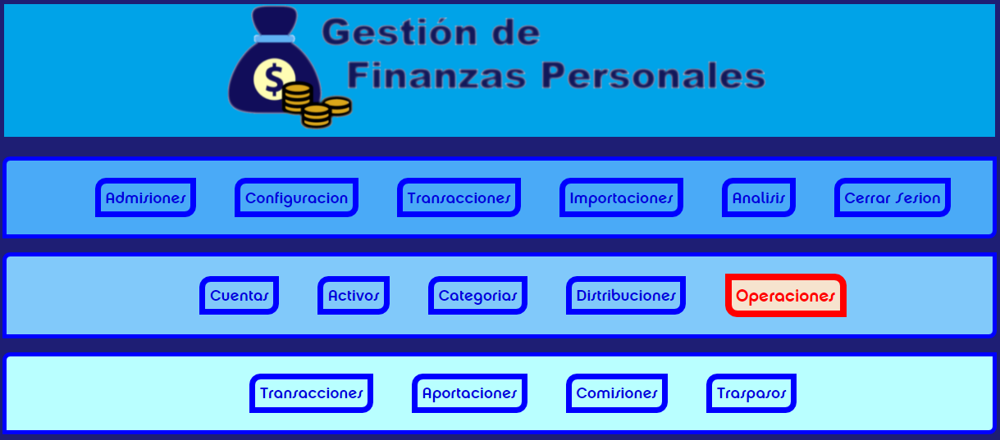 Gestión de
Finanzas Personales
$
Admisiones Configuracion Transacciones Importaciones Analisis Cerrar Sesion
Cuentas Activos Categorias Distribuciones Operaciones
Transacciones Aportaciones Comisiones Traspasos